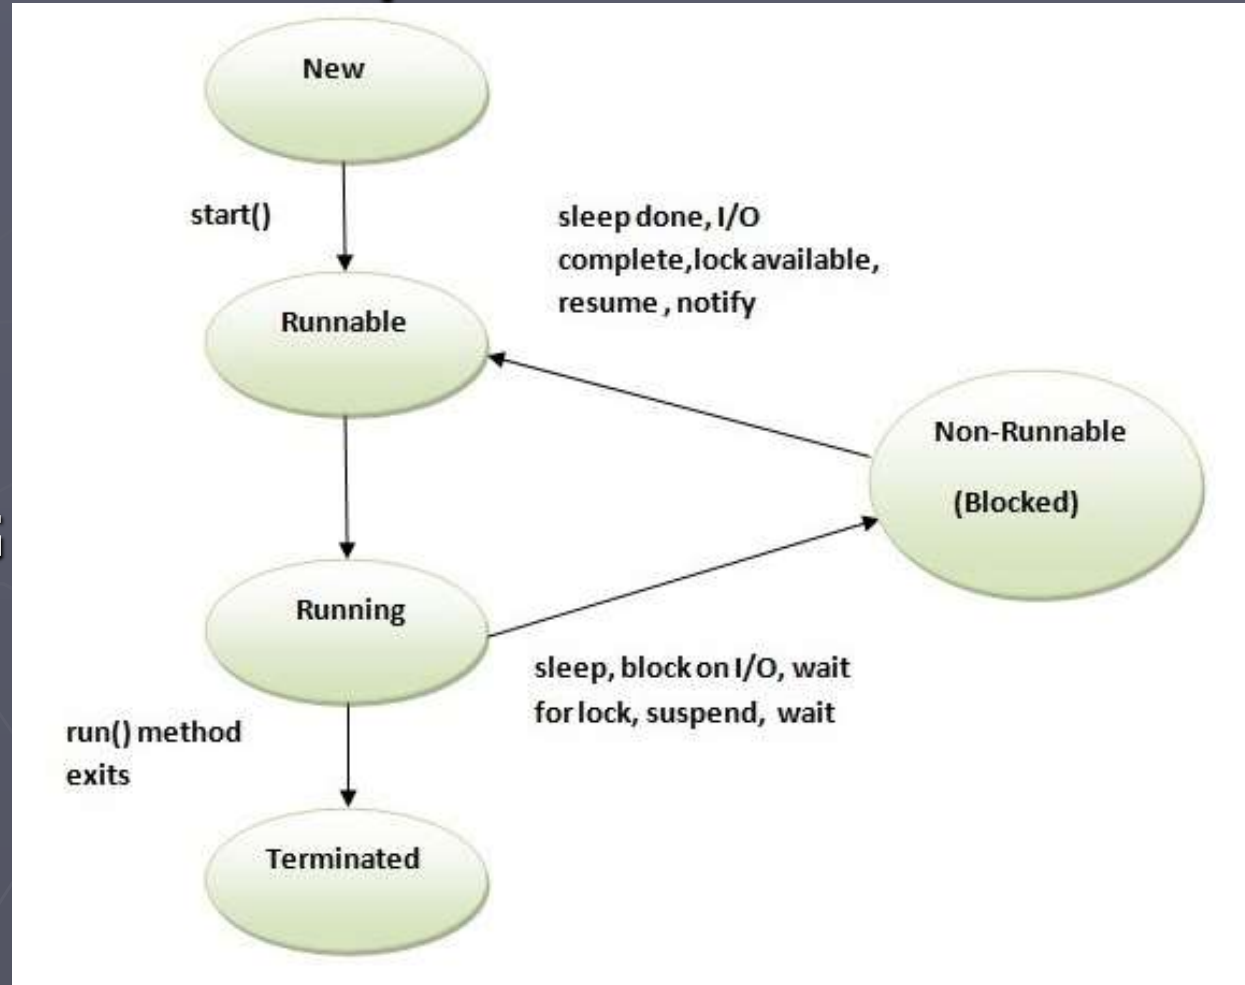 New
start()
sleep done, I/O
complete,lock available,
resume , notify
Runnable
Non-Runnable
(Blocked)
Running
sleep, block on I/O, wait
for lock, suspend, wait
run() method
exits
Terminated